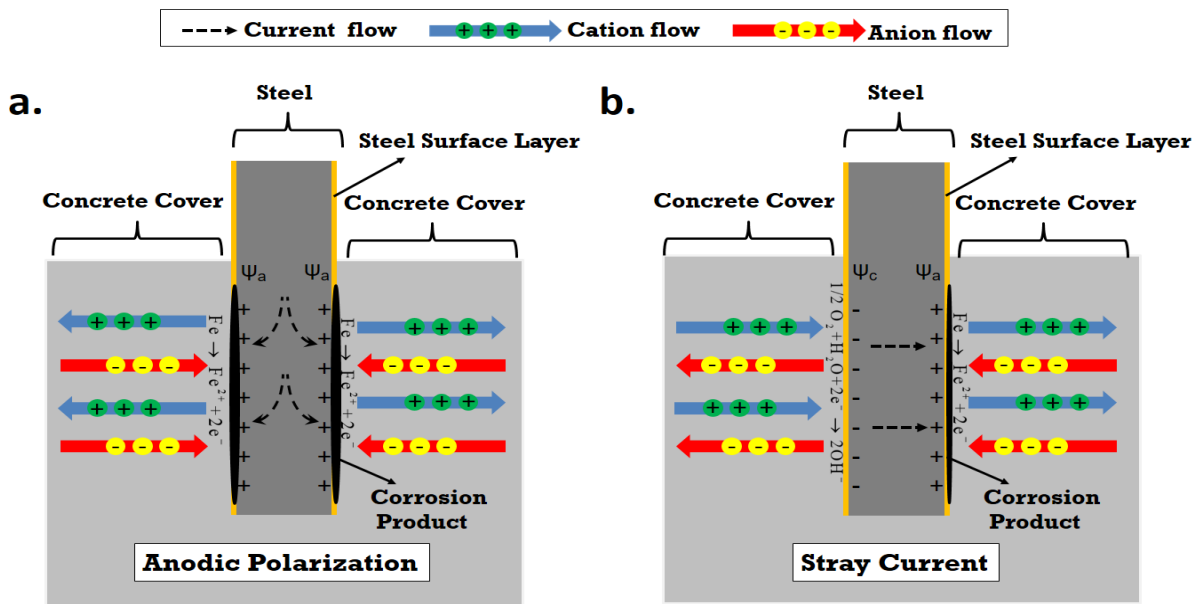 Current flow
+ + +
Cation flow
- - -
Anion flow
a.
Steel
Steel Surface Layer
Concrete Cover
Concrete Cover
Ψa Ψa
Fe → Fe²⁺ + 2e⁻
Fe → Fe²⁺ + 2e⁻
+ + +
- - -
+ + +
- - -
+ + +
- - -
+ + +
- - -
+ +
+ +
+ +
+ +
+ +
+ +
+ +
Corrosion
Product
Anodic Polarization
b.
Steel
Steel Surface Layer
Concrete Cover
Concrete Cover
Ψc Ψa
1/2 O₂+H₂O+2e⁻ → 2OH⁻
Fe → Fe²⁺ + 2e⁻
+ + +
- - -
+ + +
- - -
+ + +
- - -
+ + +
- - -
- +
- +
- +
- +
- +
- +
- +
Corrosion
Product
Stray Current